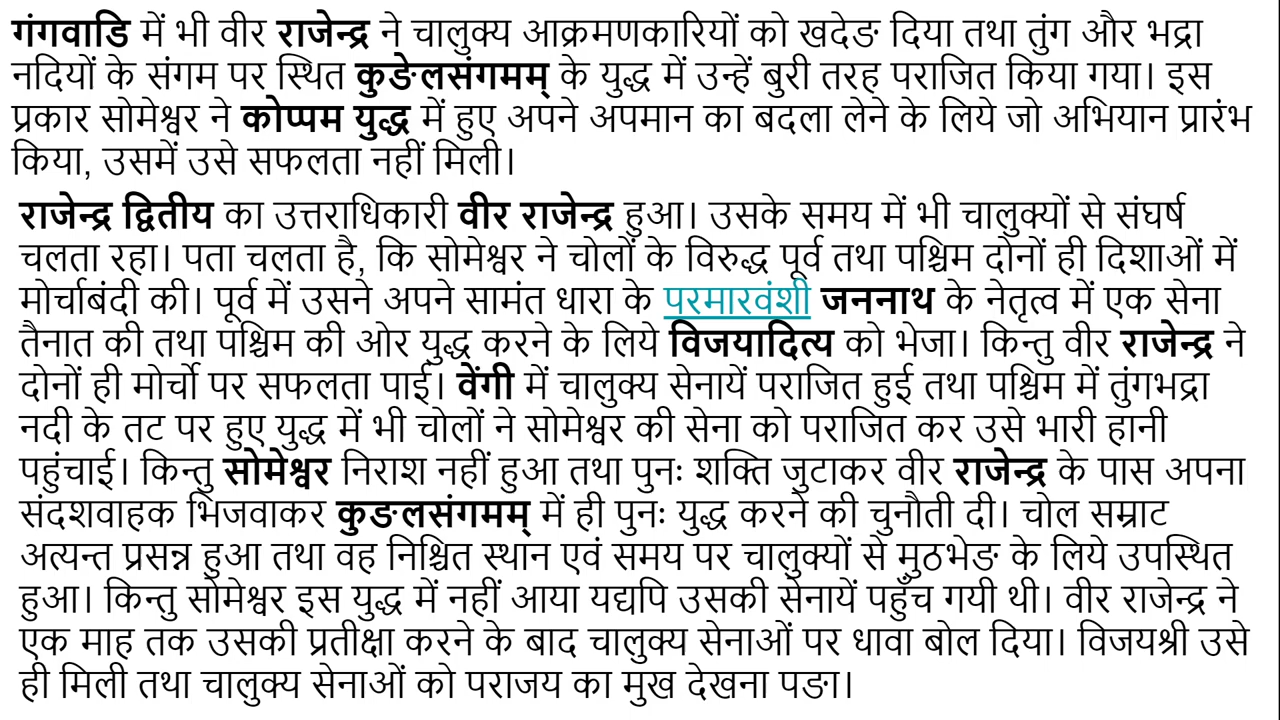 गंगवाडि में भी वीर राजेन्द्र ने चालुक्य आक्रमणकारियों को खदेङ दिया तथा तुंग और भद्रा
नदियों के संगम पर स्थित कुङेलसंगमम् के युद्ध में उन्हें बुरी तरह पराजित किया गया। इस
प्रकार सोमेश्वर ने कोप्पम युद्ध में हुए अपने अपमान का बदला लेने के लिये जो अभियान प्रारंभ
किया, उसमें उसे सफलता नहीं मिली।
राजेन्द्र द्वितीय का उत्तराधिकारी वीर राजेन्द्र हुआ। उसके समय में भी चालुक्यों से संघर्ष
चलता रहा। पता चलता है, कि सोमेश्वर ने चोलों के विरुद्ध पूर्व तथा पश्चिम दोनों ही दिशाओं में
मोर्चाबंदी की। पूर्व में उसने अपने सामंत धारा के परमारवंशी जननाथ के नेतृत्व में एक सेना
तैनात की तथा पश्चिम की ओर युद्ध करने के लिये विजयादित्य को भेजा। किन्तु वीर राजेन्द्र ने
दोनों ही मोर्चो पर सफलता पाई। वेंगी में चालुक्य सेनायें पराजित हुई तथा पश्चिम में तुंगभद्रा
नदी के तट पर हुए युद्ध में भी चोलों ने सोमेश्वर की सेना को पराजित कर उसे भारी हानी
पहुंचाई। किन्तु सोमेश्वर निराश नहीं हुआ तथा पुनः शक्ति जुटाकर वीर राजेन्द्र के पास अपना
संदशवाहक भिजवाकर कुङलसंगमम् में ही पुनः युद्ध करने की चुनौती दी। चोल सम्राट
अत्यन्त प्रसन्न हुआ तथा वह निश्चित स्थान एवं समय पर चालुक्यों से मुठभेङ के लिये उपस्थित
हुआ। किन्तु सोमेश्वर इस युद्ध में नहीं आया यद्यपि उसकी सेनायें पहुँच गयी थी। वीर राजेन्द्र ने
एक माह तक उसकी प्रतीक्षा करने के बाद चालुक्य सेनाओं पर धावा बोल दिया। विजयश्री उसे
ही मिली तथा चालुक्य सेनाओं को पराजय का मुख देखना पङा।